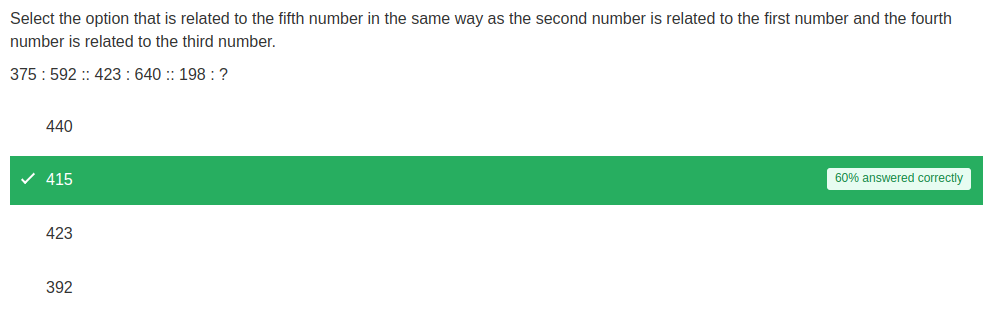 Select the option that is related to the fifth number in the same way as the second number is related to the first number and the fourth
number is related to the third number.
375 : 592 :: 423 : 640 :: 198 : ?
440
415
60% answered correctly
423
392